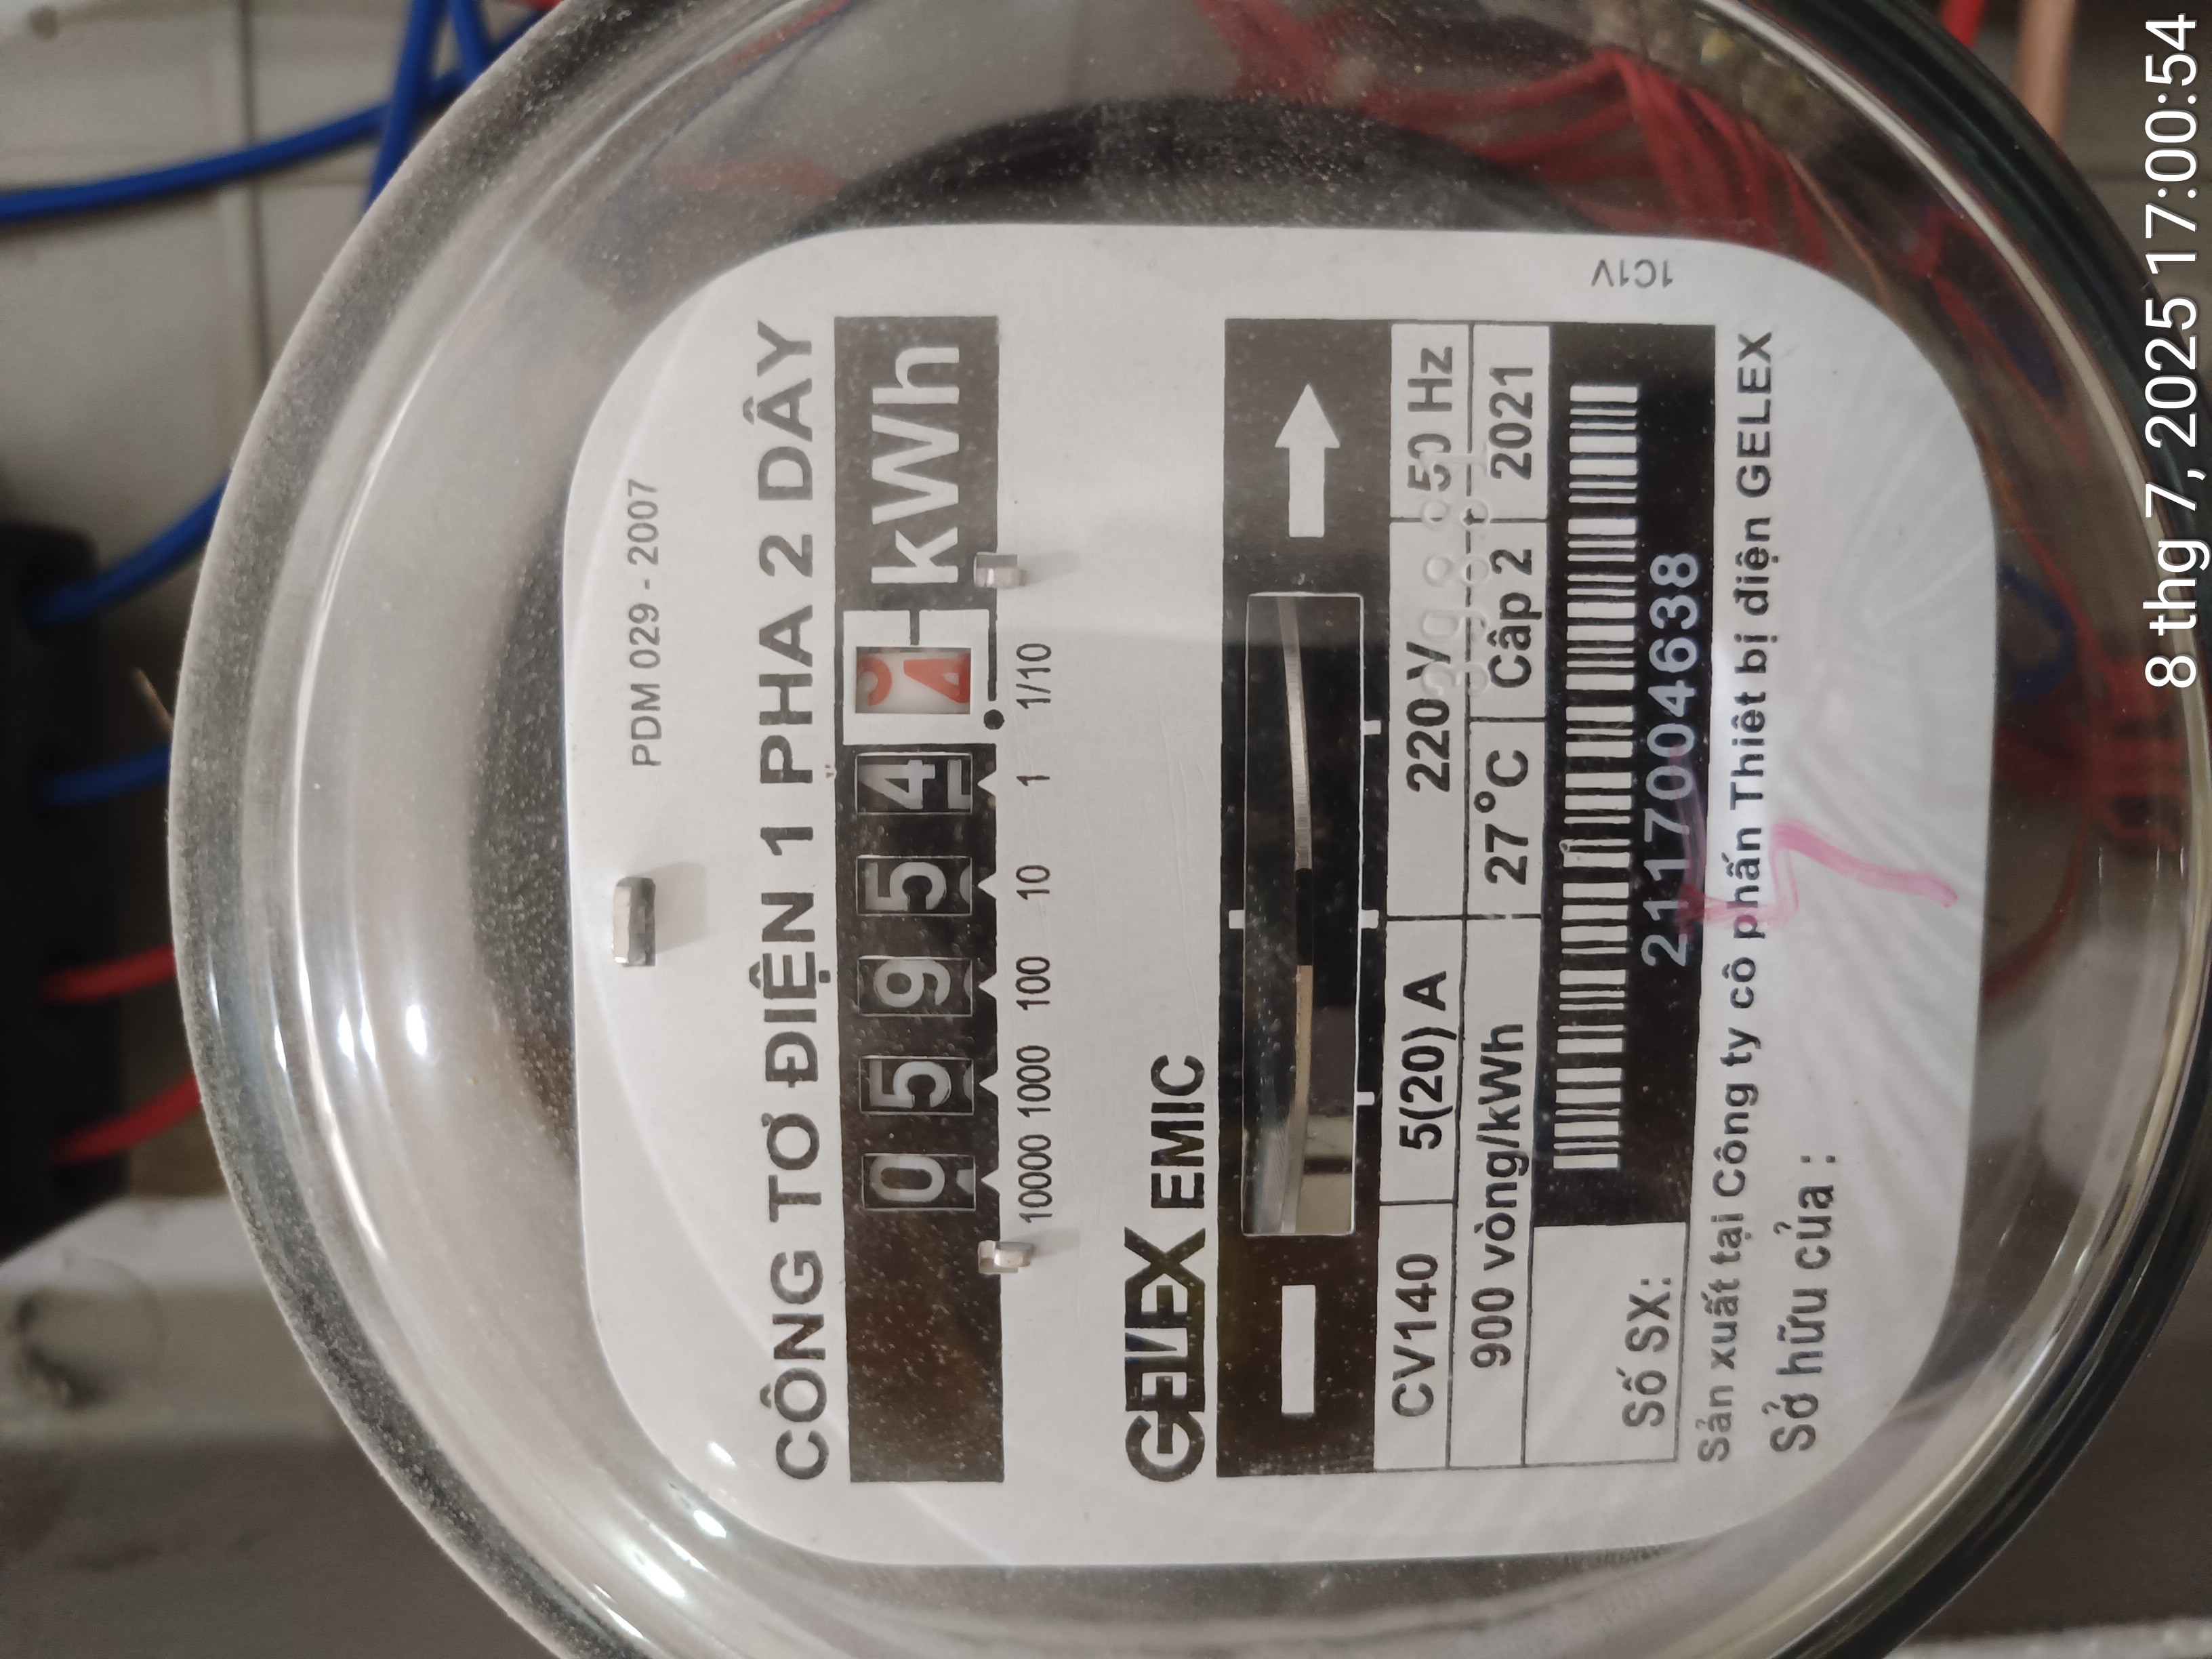 PDM 029 - 2007
CÔNG TƠ ĐIỆN 1 PHA 2 DÂY
0 5 9 5 4 kWh
10000 1000 100 10 1 1/10
GELEX EMIC
CV140 5(20) A 220 V 50 Hz
900 vòng/kWh 27°C Cấp 2 2021
Số SX: 2117004638
Sản xuất tại Công ty cổ phần Thiết bị điện GELEX
Sở hữu của :
1C1V
8 thg 7, 2025 17:00:54